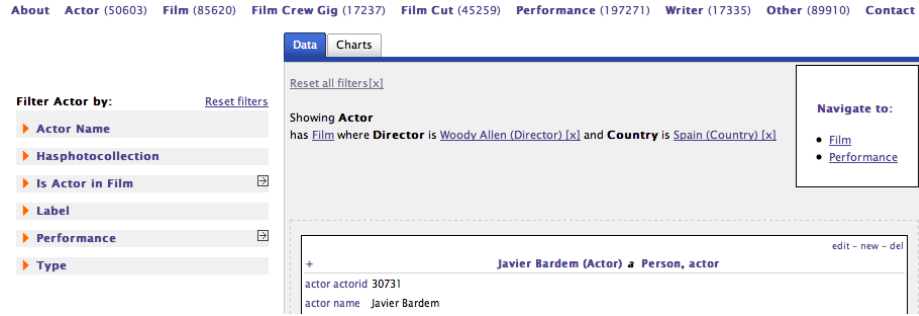 About Actor (50603) Film (85620) Film Crew Gig (17237) Film Cut (45259) Performance (197271) Writer (17335) Other (89910) Contact
Data Charts
Reset all filters[x]
Filter Actor by: Reset filters
Actor Name
Hasphotocollection
Is Actor in Film
Label
Performance
Type
Showing Actor
has Film where Director is Woody Allen (Director) [x] and Country is Spain (Country) [x]
Navigate to:
• Film
• Performance
edit – new – del
+ Javier Bardem (Actor) a Person, actor
actor actorid 30731
actor name Javier Bardem